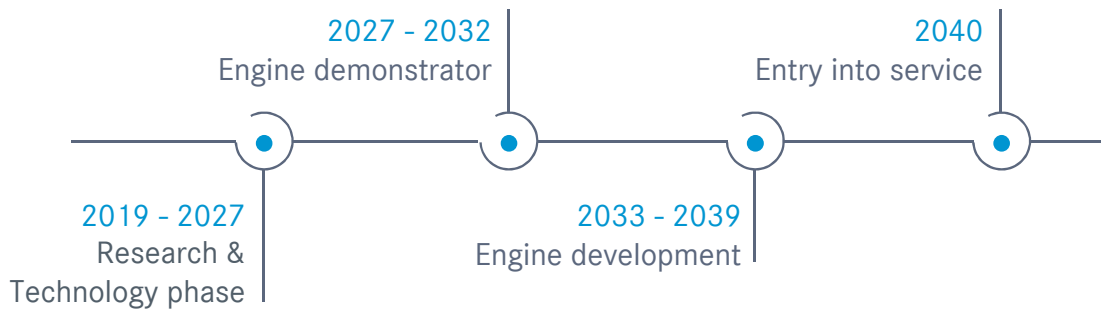 2019 - 2027
Research &
Technology phase
2027 - 2032
Engine demonstrator
2033 - 2039
Engine development
2040
Entry into service